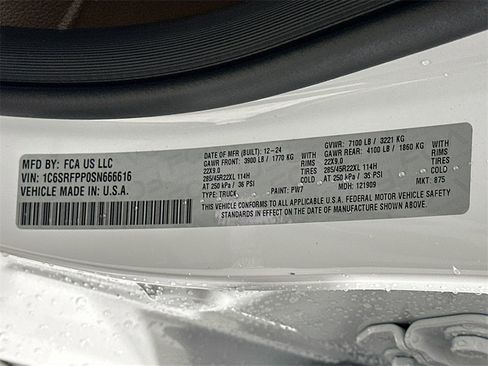 MFD BY: FCA US LLC
VIN: 1C6SRFPP0SN666616
VEHICLE MADE IN: U.S.A.
DATE OF MFR (BUILT): 12-24 GVWR: 7100 LB / 3221 KG
GAWR FRONT: 3900 LB / 1770 KG WITH GAWR REAR: 4100 LB / 1860 KG WITH
22X9.0 RIMS 22X9.0 RIMS
285/45R22XL 114H TIRES 285/45R22XL 114H TIRES
AT 250 kPa / 36 PSI COLD AT 250 kPa / 36 PSI COLD
TYPE: TRUCK PAINT: PW7 MDH: 121909 MKT: 875
THIS VEHICLE CONFORMS TO ALL APPLICABLE U.S.A. FEDERAL MOTOR VEHICLE SAFETY
STANDARDS IN EFFECT ON THE DATE OF MANUFACTURE SHOWN ABOVE.